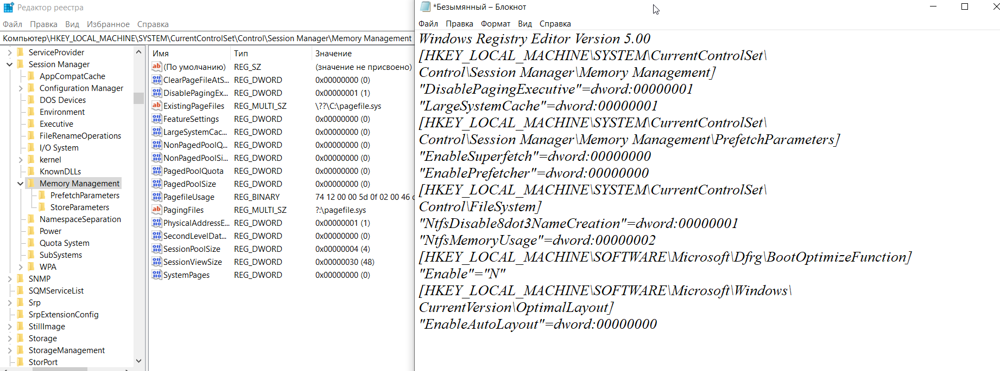 Редактор реестра
Файл Правка Вид Избранное Справка
Компьютер\HKEY_LOCAL_MACHINE\SYSTEM\CurrentControlSet\Control\Session Manager\Memory Management
ServiceProvider
Session Manager
AppCompatCache
Configuration Manager
DOS Devices
Environment
Executive
FileRenameOperations
I/O System
kernel
KnownDLLs
Memory Management
PrefetchParameters
StoreParameters
NamespaceSeparation
Power
Quota System
SubSystems
WPA
SNMP
SQMServiceList
Srp
SrpExtensionConfig
StillImage
Storage
StorageManagement
StorPort
Имя Тип Значение
(По умолчанию) REG_SZ (значение не присвоено)
ClearPageFileAtS... REG_DWORD 0x00000000 (0)
DisablePagingEx... REG_DWORD 0x00000001 (1)
ExistingPageFiles REG_MULTI_SZ \??\C:\pagefile.sys
FeatureSettings REG_DWORD 0x00000000 (0)
LargeSystemCac... REG_DWORD 0x00000000 (0)
NonPagedPoolQ... REG_DWORD 0x00000000 (0)
NonPagedPoolSi... REG_DWORD 0x00000000 (0)
PagedPoolQuota REG_DWORD 0x00000000 (0)
PagedPoolSize REG_DWORD 0x00000000 (0)
PagefileUsage REG_BINARY 74 12 00 00 5d 0f 02 00 46
PagingFiles REG_MULTI_SZ ?:\pagefile.sys
PhysicalAddressE... REG_DWORD 0x00000001 (1)
SecondLevelDat... REG_DWORD 0x00000000 (0)
SessionPoolSize REG_DWORD 0x00000004 (4)
SessionViewSize REG_DWORD 0x00000030 (48)
SystemPages REG_DWORD 0x00000000 (0)
*Безымянный – Блокнот
Файл Правка Формат Вид Справка
Windows Registry Editor Version 5.00
[HKEY_LOCAL_MACHINE\SYSTEM\CurrentControlSet\
Control\Session Manager\Memory Management]
"DisablePagingExecutive"=dword:00000001
"LargeSystemCache"=dword:00000001
[HKEY_LOCAL_MACHINE\SYSTEM\CurrentControlSet\
Control\Session Manager\Memory Management\PrefetchParameters]
"EnableSuperfetch"=dword:00000000
"EnablePrefetcher"=dword:00000000
[HKEY_LOCAL_MACHINE\SYSTEM\CurrentControlSet\
Control\FileSystem]
"NtfsDisable8dot3NameCreation"=dword:00000001
"NtfsMemoryUsage"=dword:00000002
[HKEY_LOCAL_MACHINE\SOFTWARE\Microsoft\Dfrg\BootOptimizeFunction]
"Enable"="N"
[HKEY_LOCAL_MACHINE\SOFTWARE\Microsoft\Windows\
CurrentVersion\OptimalLayout]
"EnableAutoLayout"=dword:00000000